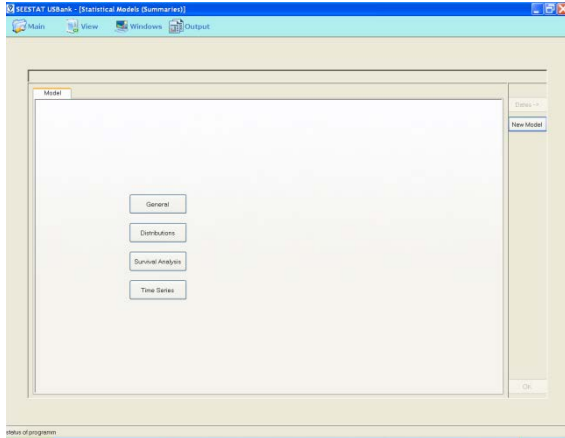 SEESTAT USBank - [Statistical Models (Summaries)]
Main View Windows Output
Model
Dates ->
New Model
General
Distributions
Survival Analysis
Time Series
Ok
status of programm